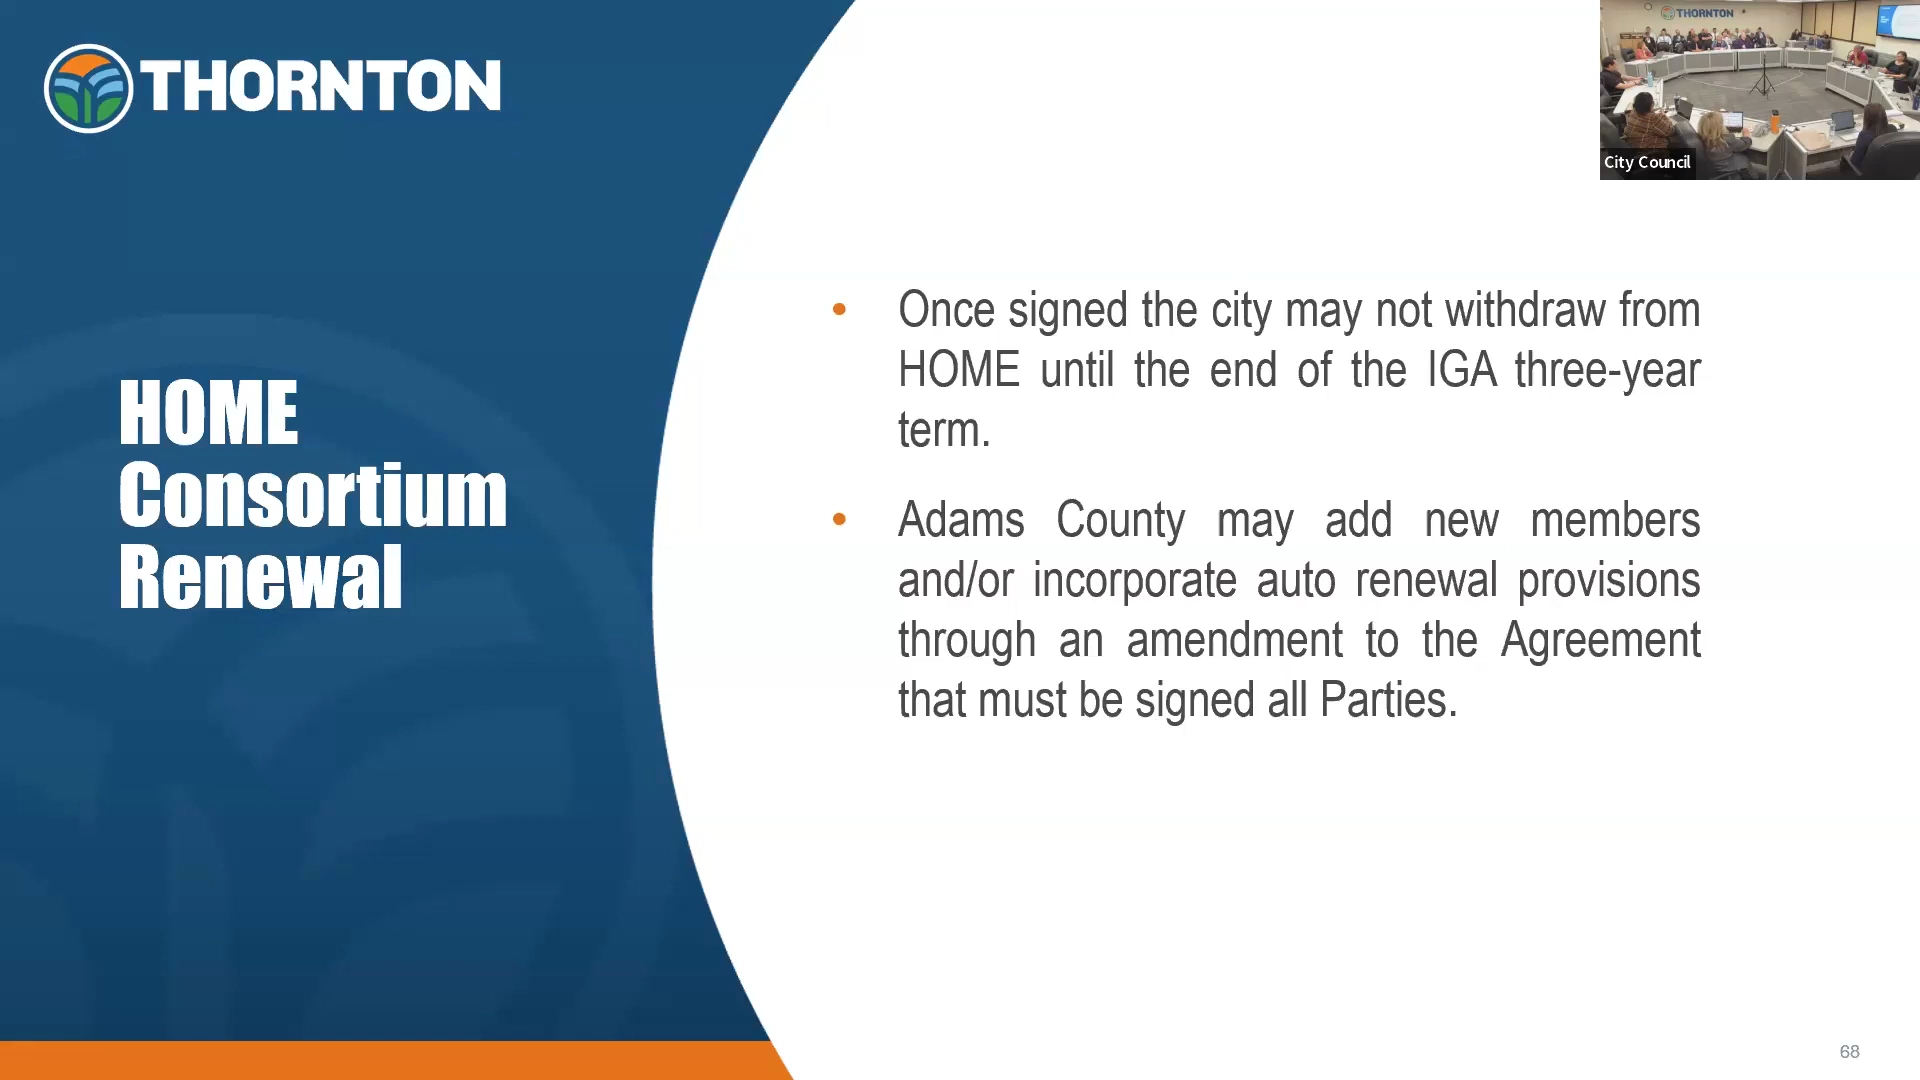 THORNTON
THORNTON
City Council
HOME
Consortium
Renewal
• Once signed the city may not withdraw from
HOME until the end of the IGA three-year
term.
• Adams County may add new members
and/or incorporate auto renewal provisions
through an amendment to the Agreement
that must be signed all Parties.
68